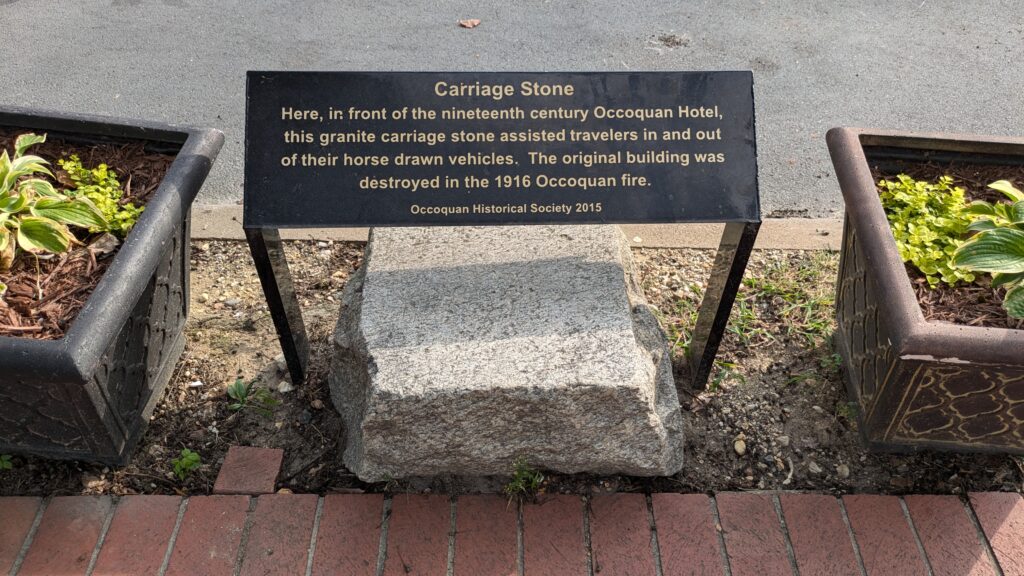 Carriage Stone
Here, in front of the nineteenth century Occoquan Hotel,
this granite carriage stone assisted travelers in and out
of their horse drawn vehicles. The original building was
destroyed in the 1916 Occoquan fire.
Occoquan Historical Society 2015